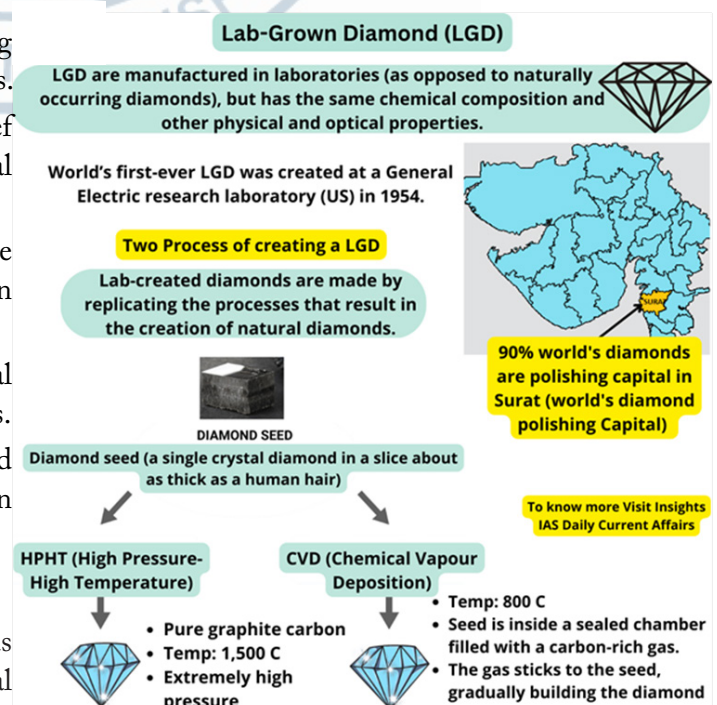 Lab-Grown Diamond (LGD)
LGD are manufactured in laboratories (as opposed to naturally
occurring diamonds), but has the same chemical composition and
other physical and optical properties.
World's first-ever LGD was created at a General
Electric research laboratory (US) in 1954.
Two Process of creating a LGD
Lab-created diamonds are made by
replicating the processes that result in
the creation of natural diamonds.
SURA
90% world's diamonds
are polishing capital in
Surat (world's diamond
polishing Capital)
DIAMOND SEED
Diamond seed (a single crystal diamond in a slice about
as thick as a human hair)
To know more Visit Insights
IAS Daily Current Affairs
HPHT (High Pressure-
High Temperature)
• Pure graphite carbon
• Temp: 1,500 C
• Extremely high
pressure
CVD (Chemical Vapour
Deposition)
• Temp: 800 C
• Seed is inside a sealed chamber
filled with a carbon-rich gas.
• The gas sticks to the seed,
gradually building the diamond